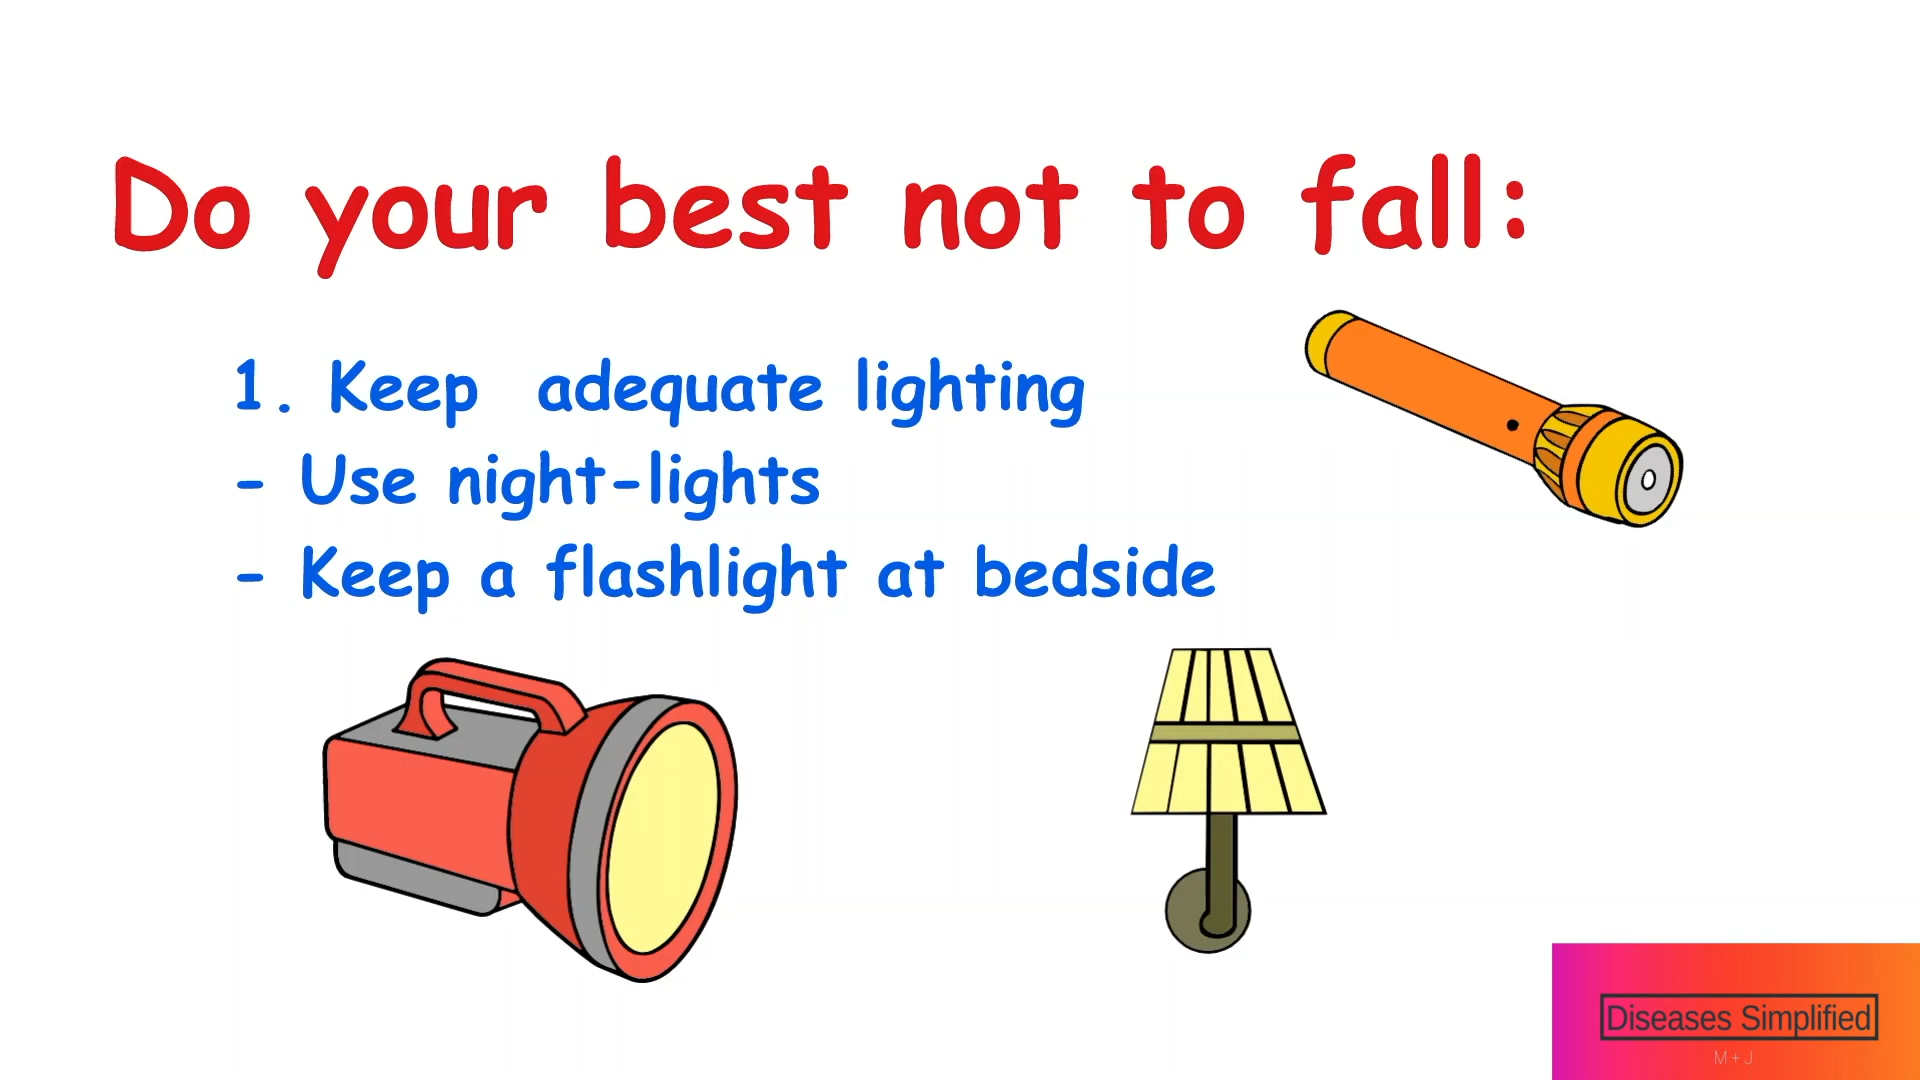 Do your best not to fall:
1. Keep adequate lighting
- Use night-lights
- Keep a flashlight at bedside
Diseases Simplified
M+J